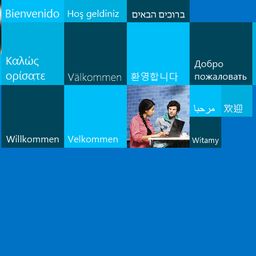 Bienvenido
Hoş geldiniz
ברוכים הבאים
Καλώς
ορίσατε
Välkommen
환영합니다
Добро
пожаловать
مرحبا
欢迎
Willkommen
Velkommen
Witamy